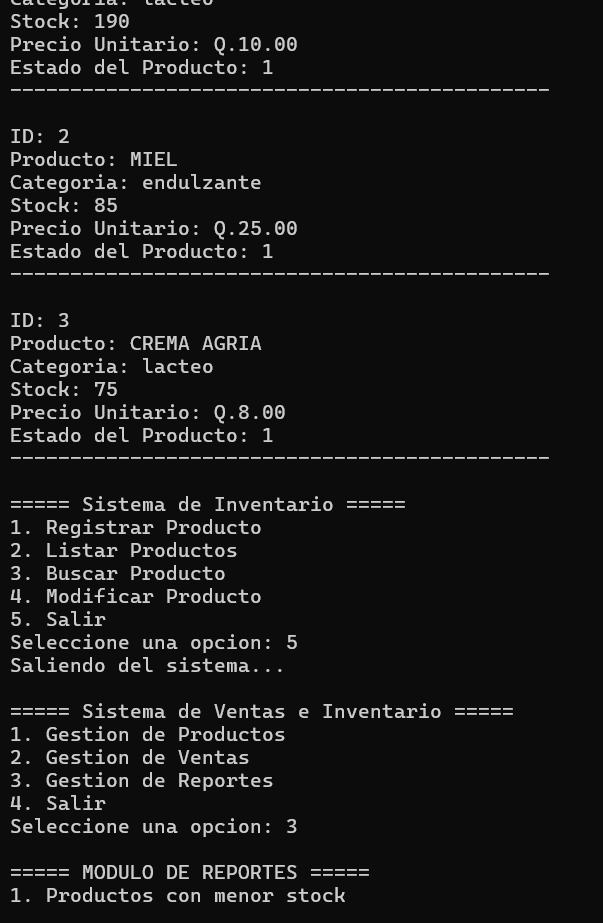 Categoria: lacteo
Stock: 190
Precio Unitario: Q.10.00
Estado del Producto: 1
---------------------------------------------
ID: 2
Producto: MIEL
Categoria: endulzante
Stock: 85
Precio Unitario: Q.25.00
Estado del Producto: 1
---------------------------------------------
ID: 3
Producto: CREMA AGRIA
Categoria: lacteo
Stock: 75
Precio Unitario: Q.8.00
Estado del Producto: 1
---------------------------------------------
===== Sistema de Inventario =====
1. Registrar Producto
2. Listar Productos
3. Buscar Producto
4. Modificar Producto
5. Salir
Seleccione una opcion: 5
Saliendo del sistema...
===== Sistema de Ventas e Inventario =====
1. Gestion de Productos
2. Gestion de Ventas
3. Gestion de Reportes
4. Salir
Seleccione una opcion: 3
===== MODULO DE REPORTES =====
1. Productos con menor stock